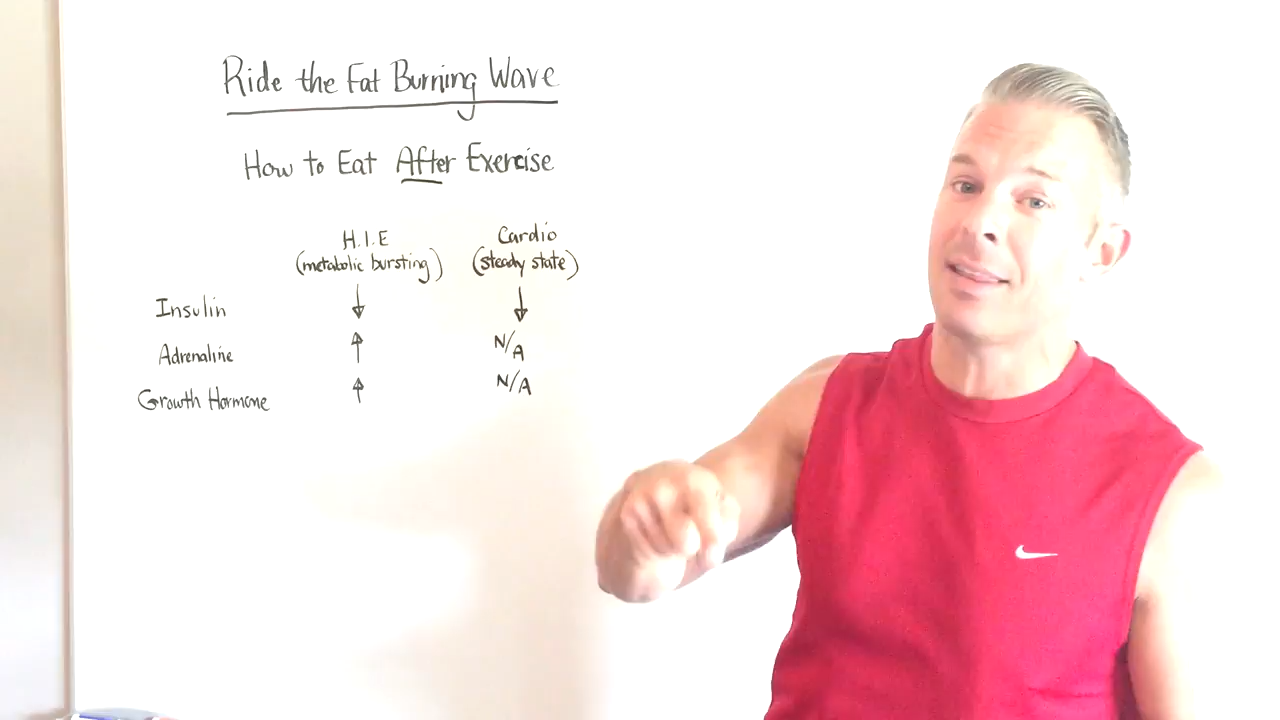 Ride the Fat Burning Wave
How to Eat After Exercise
H.I.E Cardio
(metabolic bursting) (steady state)
Insulin ↓ ↓
Adrenaline ↑ N/A
Growth Hormone ↑ N/A